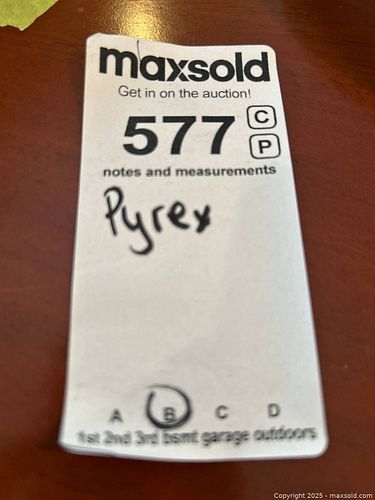 maxsold
Get in on the auction!
577 C
P
notes and measurements
Pyrex
A B C D
1st 2nd 3rd bsmt garage outdoors
Copyright 2025 - maxsold.com